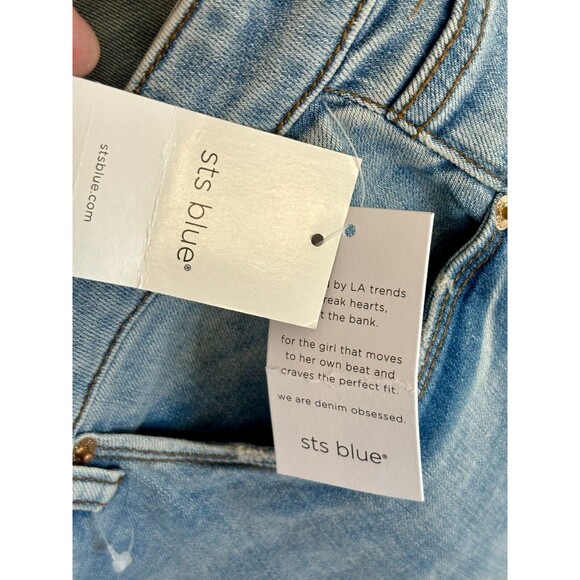 sts blue®
stsblue.com
by LA trends
reak hearts,
t the bank.
for the girl that moves
to her own beat and
craves the perfect fit.
we are denim obsessed.
sts blue®